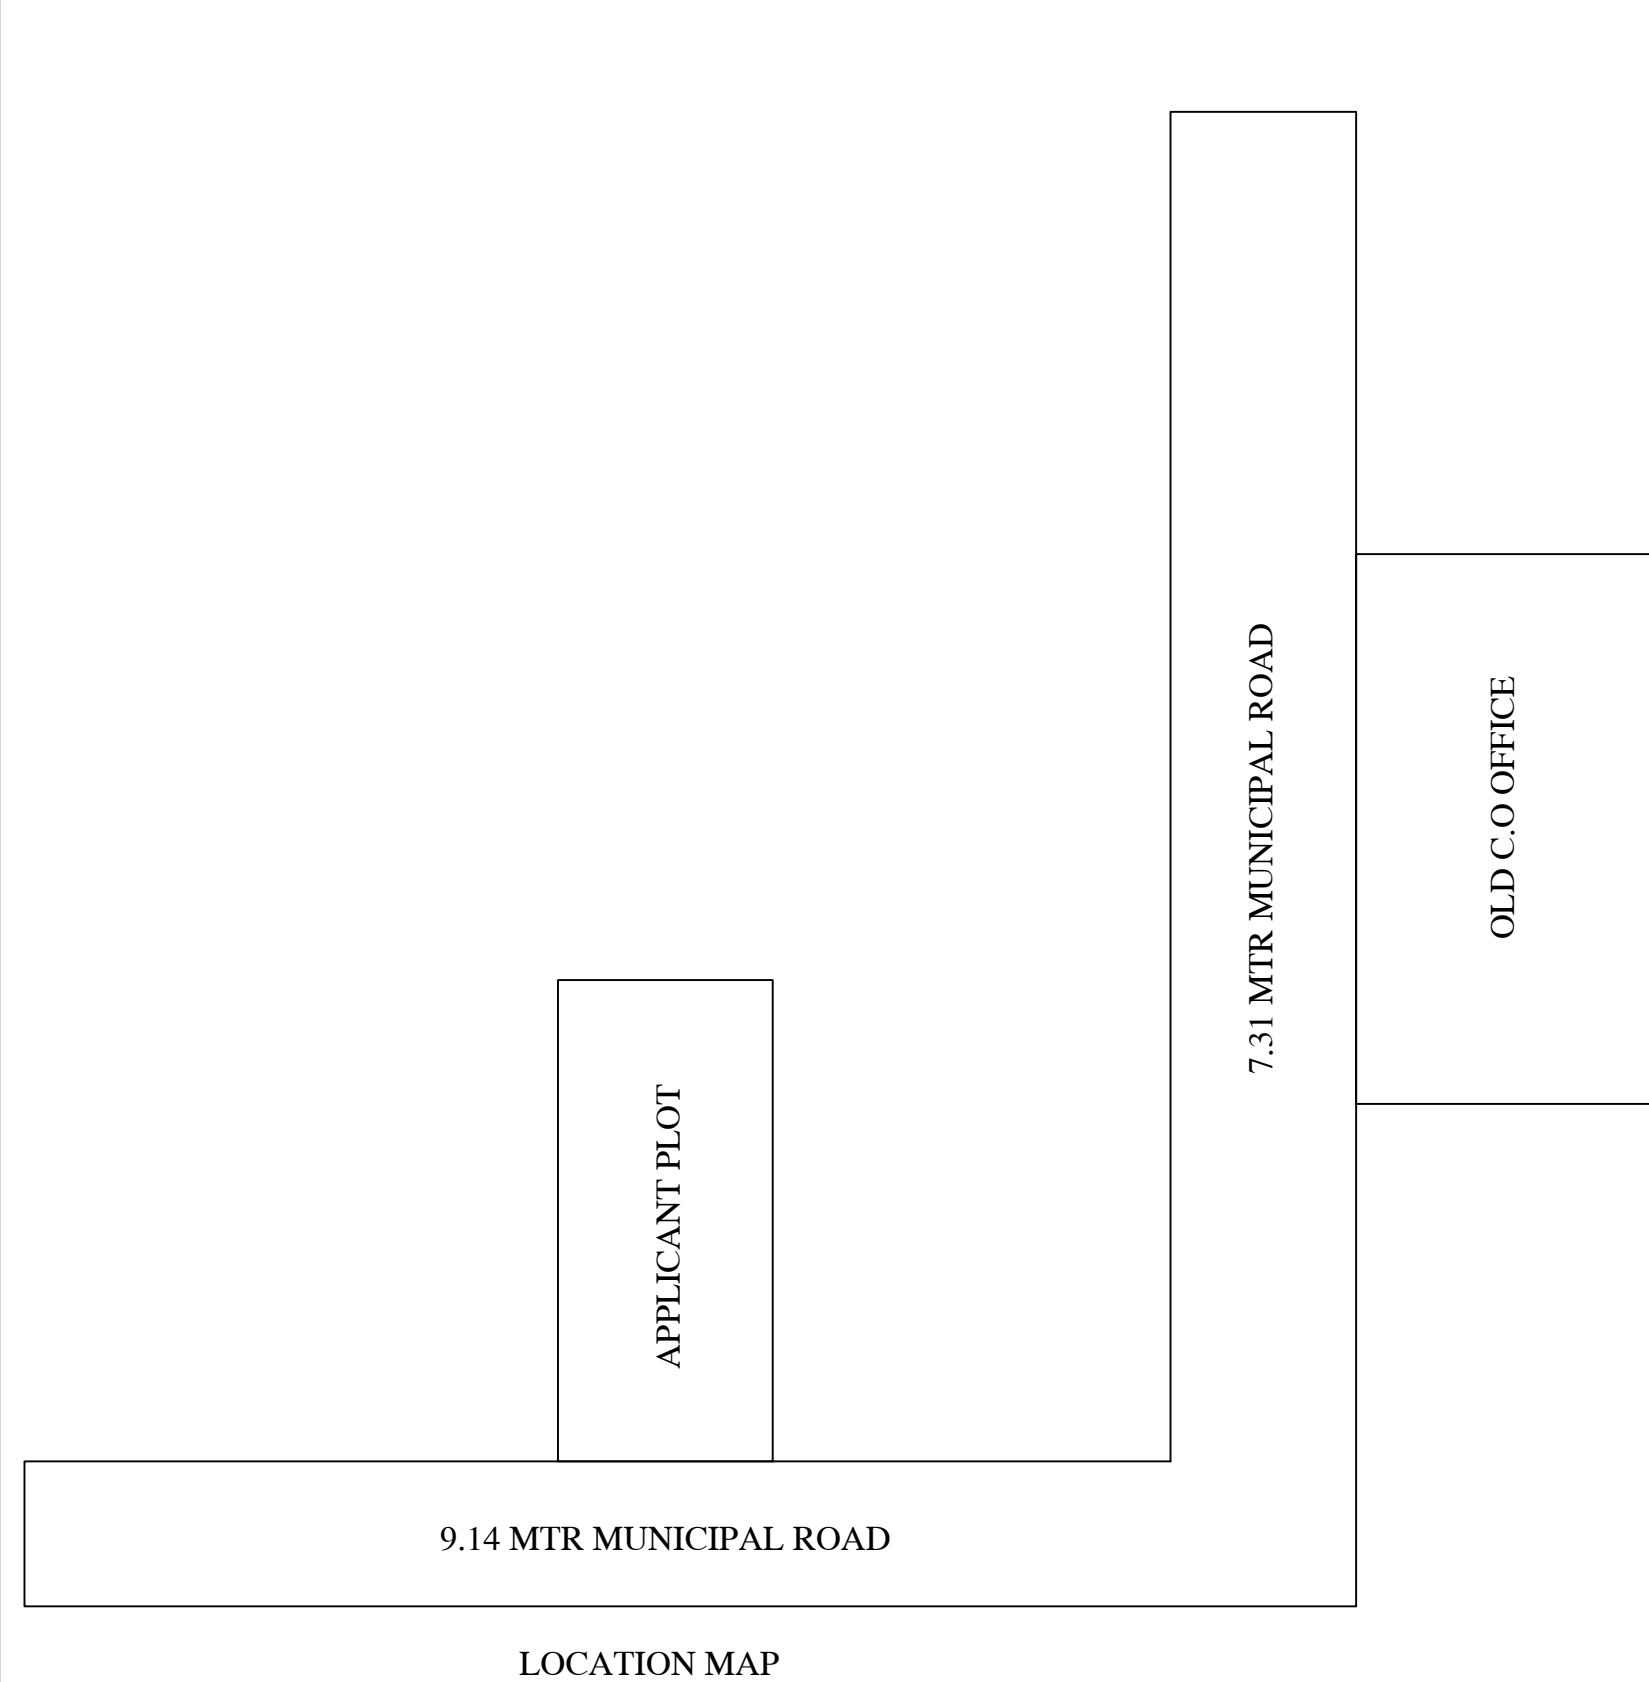 7.31 MTR MUNICIPAL ROAD
OLD C.O OFFICE
APPLICANT PLOT
9.14 MTR MUNICIPAL ROAD
LOCATION MAP